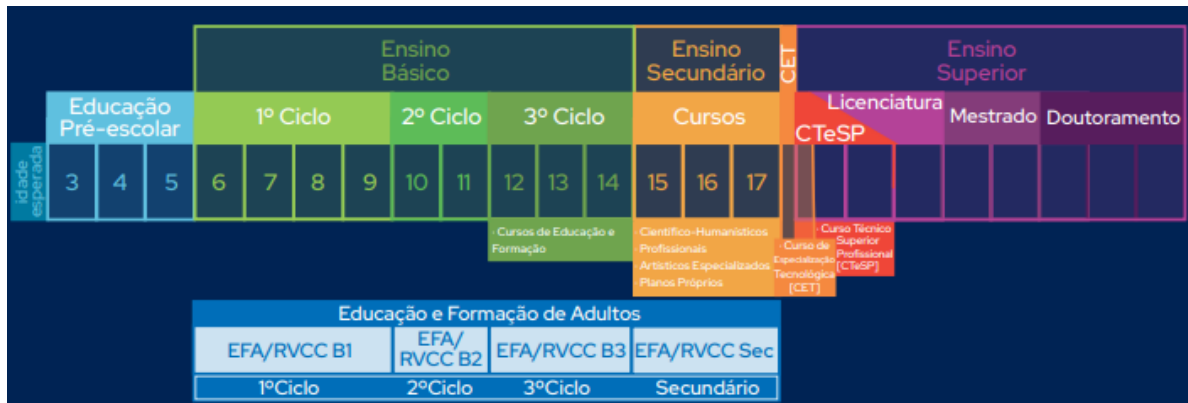 Ensino
Básico
Ensino
Secundário
CET
Ensino
Superior
Educação
Pré-escolar
1º Ciclo
2º Ciclo
3º Ciclo
Cursos
CTeSP
Licenciatura
Mestrado
Doutoramento
idade
esperada
3 4 5 6 7 8 9 10 11 12 13 14 15 16 17
· Cursos de Educação e
Formação
· Científico-Humanísticos
· Profissionais
· Artísticos Especializados
· Planos Próprios
· Curso de
Especialização
Tecnológica
[CET]
· Curso Técnico
Superior
Profissional
[CTeSP]
Educação e Formação de Adultos
EFA/RVCC B1
EFA/
RVCC B2
EFA/RVCC B3
EFA/RVCC Sec
1ºCiclo
2ºCiclo
3ºCiclo
Secundário